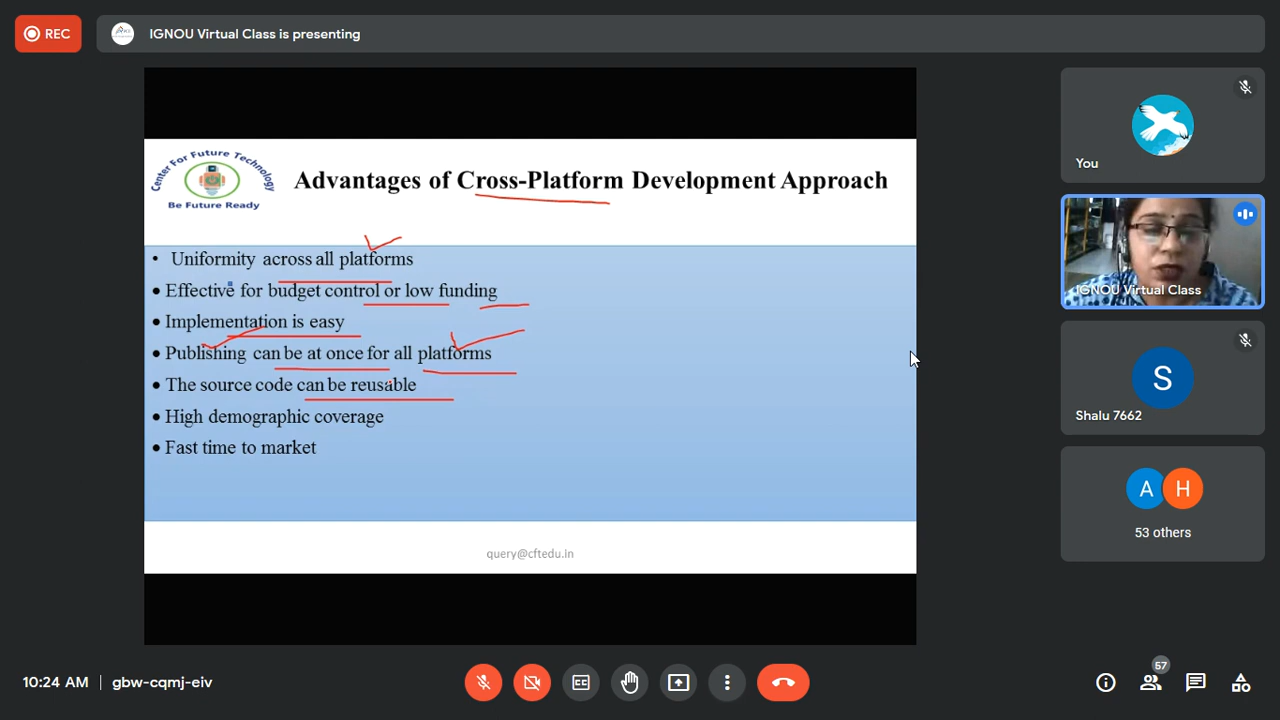 REC
IGNOU Virtual Class is presenting
Center For Future Technology
Be Future Ready
Advantages of Cross-Platform Development Approach
• Uniformity across all platforms
• Effective for budget control or low funding
• Implementation is easy
• Publishing can be at once for all platforms
• The source code can be reusable
• High demographic coverage
• Fast time to market
query@cftedu.in
You
IGNOU Virtual Class
S
Shalu 7662
A H
53 others
10:24 AM | gbw-cqmj-eiv
CC
57